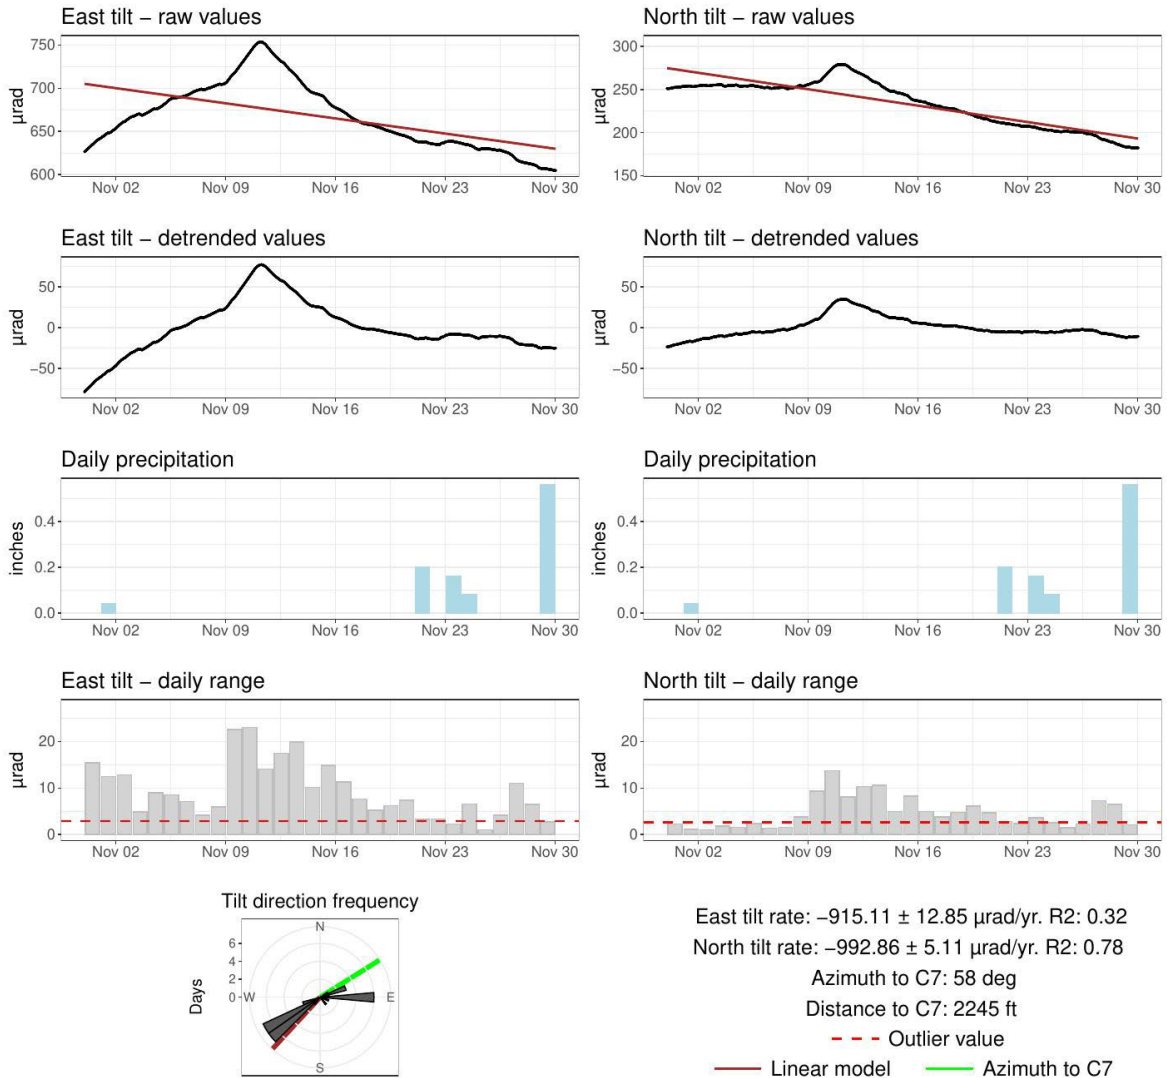 East tilt − raw values
North tilt − raw values
750
700
650
600
µrad
Nov 02 Nov 09 Nov 16 Nov 23 Nov 30
300
250
200
150
µrad
Nov 02 Nov 09 Nov 16 Nov 23 Nov 30
East tilt − detrended values
North tilt − detrended values
50
0
−50
µrad
Nov 02 Nov 09 Nov 16 Nov 23 Nov 30
50
0
−50
µrad
Nov 02 Nov 09 Nov 16 Nov 23 Nov 30
Daily precipitation
Daily precipitation
0.4
0.2
0.0
inches
Nov 02 Nov 09 Nov 16 Nov 23 Nov 30
0.4
0.2
0.0
inches
Nov 02 Nov 09 Nov 16 Nov 23 Nov 30
East tilt − daily range
North tilt − daily range
20
10
0
µrad
Nov 02 Nov 09 Nov 16 Nov 23 Nov 30
20
10
0
µrad
Nov 02 Nov 09 Nov 16 Nov 23 Nov 30
Tilt direction frequency
N
6
4
2
0
Days
W
E
S
East tilt rate: −915.11 ± 12.85 µrad/yr. R2: 0.32
North tilt rate: −992.86 ± 5.11 µrad/yr. R2: 0.78
Azimuth to C7: 58 deg
Distance to C7: 2245 ft
Outlier value
Linear model Azimuth to C7